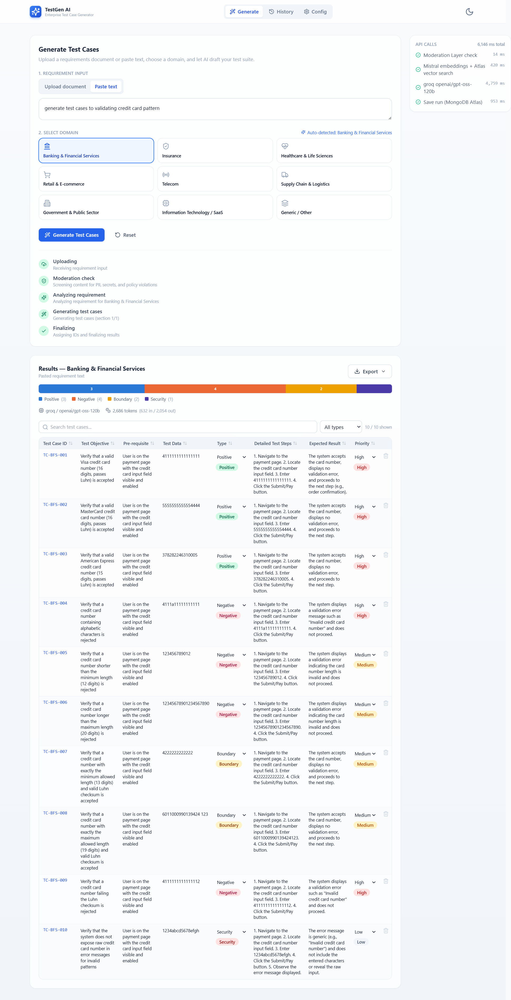 TestGen AI
Enterprise Test Case Generator
Generate
History
Config
Generate Test Cases
Upload a requirements document or paste text, choose a domain, and let AI draft your test suite.
1. REQUIREMENT INPUT
Upload document
Paste text
generate test cases to validating credit card pattern
2. SELECT DOMAIN
Auto-detected: Banking & Financial Services
Banking & Financial Services
Insurance
Healthcare & Life Sciences
Retail & E-commerce
Telecom
Supply Chain & Logistics
Government & Public Sector
Information Technology / SaaS
Generic / Other
Generate Test Cases
Reset
Uploading
Receiving requirement input
Moderation check
Screening content for PII, secrets, and policy violations
Analyzing requirement
Analyzing requirement for Banking & Financial Services
Generating test cases
Generating test cases (section 1/1)
Finalizing
Assigning IDs and finalizing results
API CALLS 6,146 ms total
Moderation Layer check 14 ms
Mistral embeddings + Atlas 420 ms
vector search
groq openai/gpt-oss- 4,759 ms
120b
Save run (MongoDB Atlas) 953 ms
Results — Banking & Financial Services
Pasted requirement text
Export
3 4 2
Positive (3) Negative (4) Boundary (2) Security (1)
groq / openai/gpt-oss-120b 2,686 tokens (632 in / 2,054 out)
Search test cases...
All types
10 / 10 shown
Test Case ID Test Objective Pre-requisite Test Data Type Detailed Test Steps Expected Result Priority
TC-BFS-001
Verify that a valid
Visa credit card
number (16
digits, passes
Luhn) is accepted
User is on the
payment page
with the credit
card input field
visible and
enabled
4111111111111111
Positive
Positive
1. Navigate to the
payment page. 2. Locate
the credit card number
input field. 3. Enter
4111111111111111. 4.
Click the Submit/Pay
button.
The system accepts
the card number,
displays no
validation error,
and proceeds to
the next step (e.g.,
order confirmation).
High
High
TC-BFS-002
Verify that a valid
MasterCard credit
card number (16
digits, passes
Luhn) is accepted
User is on the
payment page
with the credit
card input field
visible and
enabled
5555555555554444
Positive
Positive
1. Navigate to the
payment page. 2. Locate
the credit card number
input field. 3. Enter
5555555555554444. 4.
Click the Submit/Pay
button.
The system accepts
the card number,
displays no
validation error,
and proceeds to
the next step.
High
High
TC-BFS-003
Verify that a valid
American Express
credit card
number (15
digits, passes
Luhn) is accepted
User is on the
payment page
with the credit
card input field
visible and
enabled
378282246310005
Positive
Positive
1. Navigate to the
payment page. 2. Locate
the credit card number
input field. 3. Enter
378282246310005. 4.
Click the Submit/Pay
button.
The system accepts
the card number,
displays no
validation error,
and proceeds to
the next step.
High
High
TC-BFS-004
Verify that a
credit card
number
containing
alphabetic
characters is
rejected
User is on the
payment page
with the credit
card input field
visible and
enabled
4111a11111111111
Negative
Negative
1. Navigate to the
payment page. 2. Locate
the credit card number
input field. 3. Enter
4111a11111111111. 4.
Click the Submit/Pay
button.
The system displays
a validation error
message such as
"Invalid credit card
number" and does
not proceed.
High
High
TC-BFS-005
Verify that a
credit card
number shorter
than the
minimum length
(12 digits) is
rejected
User is on the
payment page
with the credit
card input field
visible and
enabled
123456789012
Negative
Negative
1. Navigate to the
payment page. 2. Locate
the credit card number
input field. 3. Enter
123456789012. 4. Click
the Submit/Pay button.
The system displays
a validation error
indicating the card
number length is
invalid and does
not proceed.
Medium
Medium
TC-BFS-006
Verify that a
credit card
number longer
than the
maximum length
(20 digits) is
rejected
User is on the
payment page
with the credit
card input field
visible and
enabled
12345678901234567890
Negative
Negative
1. Navigate to the
payment page. 2. Locate
the credit card number
input field. 3. Enter
12345678901234567890.
4. Click the Submit/Pay
button.
The system displays
a validation error
indicating the card
number length is
invalid and does
not proceed.
Medium
Medium
TC-BFS-007
Verify that a
credit card
number with
exactly the
minimum allowed
length (13 digits)
and valid Luhn
checksum is
accepted
User is on the
payment page
with the credit
card input field
visible and
enabled
4222222222222
Boundary
Boundary
1. Navigate to the
payment page. 2. Locate
the credit card number
input field. 3. Enter
4222222222222. 4. Click
the Submit/Pay button.
The system accepts
the card number,
displays no
validation error,
and proceeds to
the next step.
Medium
Medium
TC-BFS-008
Verify that a
credit card
number with
exactly the
maximum
allowed length
(19 digits) and
valid Luhn
checksum is
accepted
User is on the
payment page
with the credit
card input field
visible and
enabled
6011000990139424 123
Boundary
Boundary
1. Navigate to the
payment page. 2. Locate
the credit card number
input field. 3. Enter
6011000990139424123.
4. Click the Submit/Pay
button.
The system accepts
the card number,
displays no
validation error,
and proceeds to
the next step.
Medium
Medium
TC-BFS-009
Verify that a
credit card
number failing
the Luhn
checksum is
rejected
User is on the
payment page
with the credit
card input field
visible and
enabled
4111111111111112
Negative
Negative
1. Navigate to the
payment page. 2. Locate
the credit card number
input field. 3. Enter
4111111111111112. 4.
Click the Submit/Pay
button.
The system displays
a validation error
such as "Invalid
credit card number"
and does not
proceed.
High
High
TC-BFS-010
Verify that the
system does not
expose raw credit
card number in
error messages
for invalid
patterns
User is on the
payment page
with the credit
card input field
visible and
enabled
1234abcd5678efgh
Security
Security
1. Navigate to the
payment page. 2. Locate
the credit card number
input field. 3. Enter
1234abcd5678efgh. 4.
Click the Submit/Pay
button. 5. Observe the
error message displayed.
The error message
is generic (e.g.,
"Invalid credit card
number") and does
not include the
entered characters
or reveal the raw
input.
Low
Low